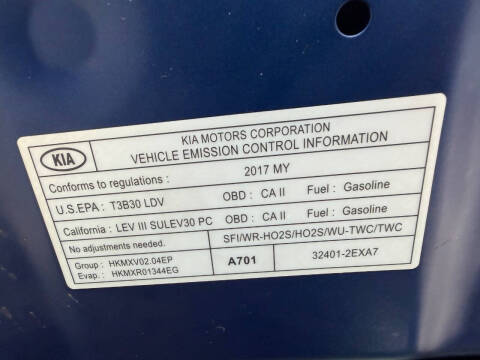 KIA
KIA MOTORS CORPORATION
VEHICLE EMISSION CONTROL INFORMATION
Conforms to regulations : 2017 MY
U.S.EPA : T3B30 LDV OBD : CA II Fuel : Gasoline
California : LEV III SULEV30 PC OBD : CA II Fuel : Gasoline
No adjustments needed. SFI/WR-HO2S/HO2S/WU-TWC/TWC
Group : HKMXV02.04EP
Evap. : HKMXR01344EG
A701 32401-2EXA7